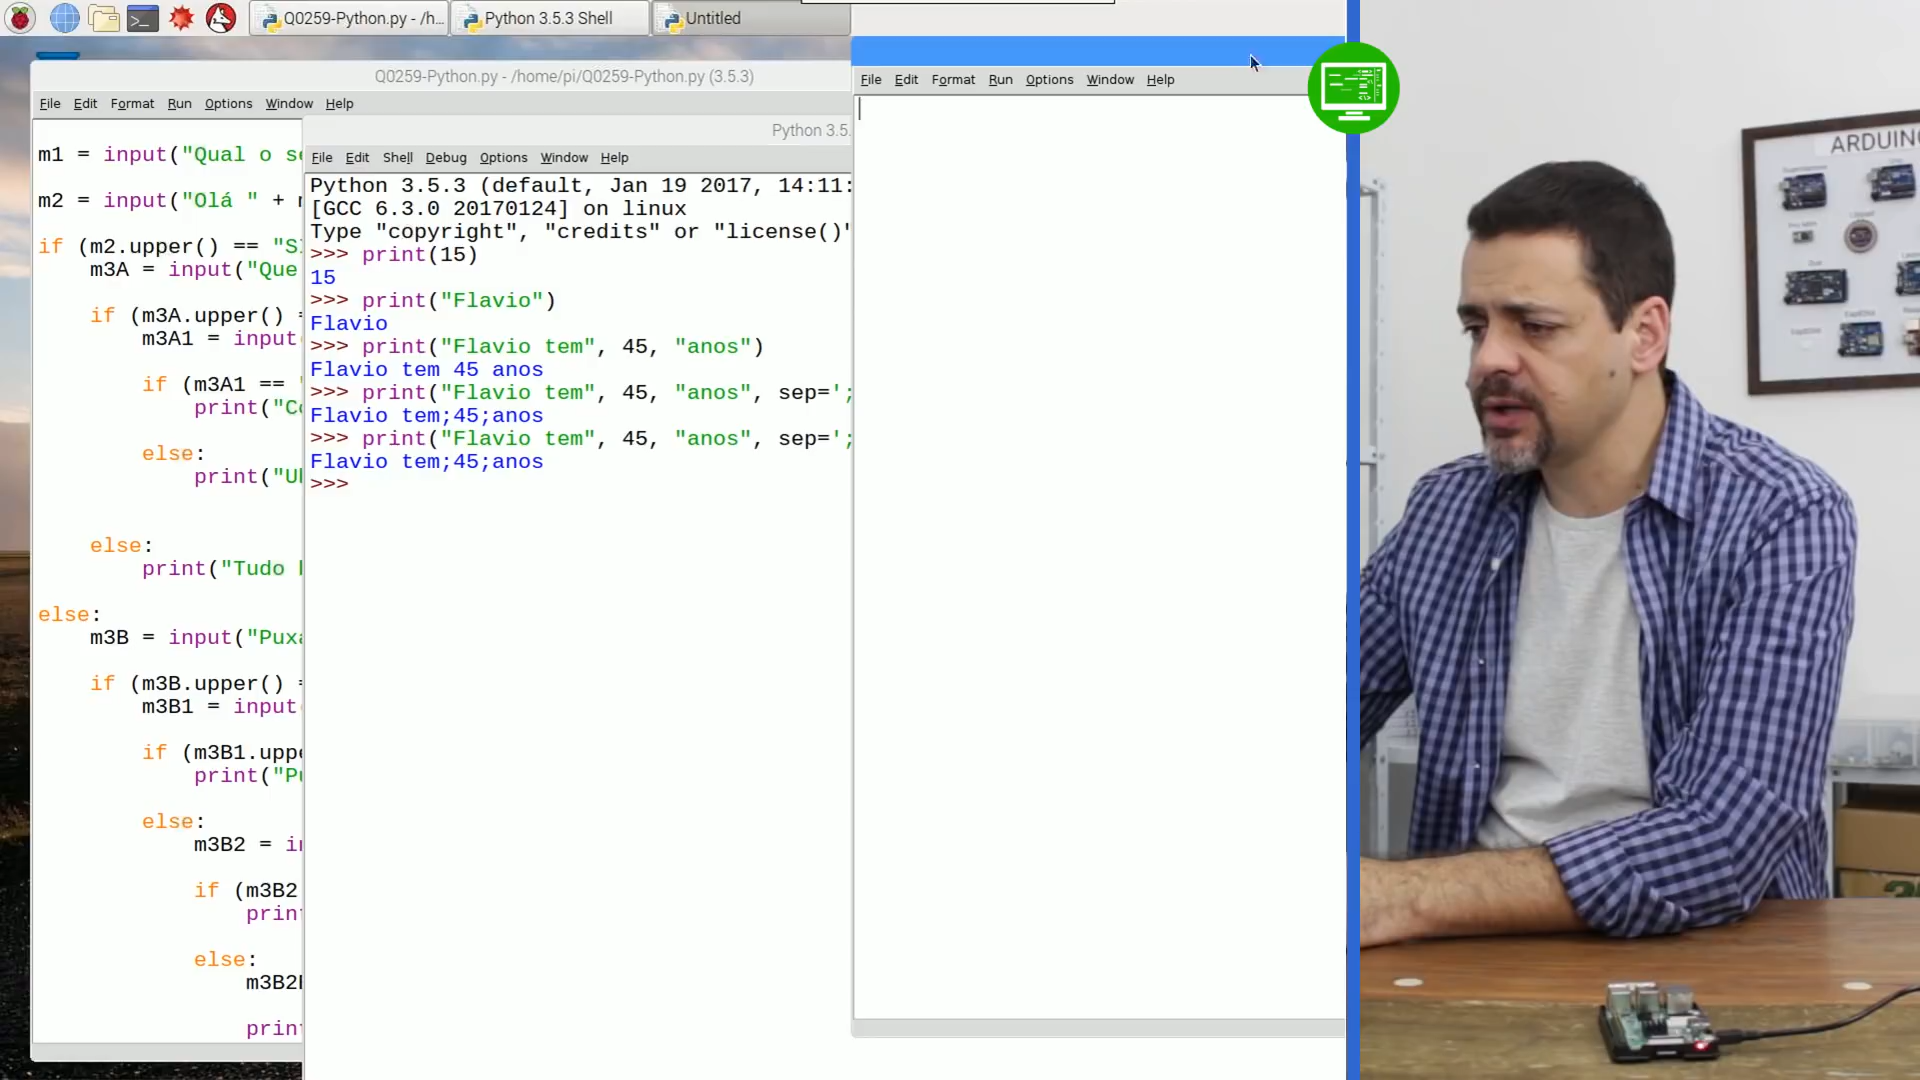 Q0259-Python.py - /h...
Python 3.5.3 Shell
Untitled
Q0259-Python.py - /home/pi/Q0259-Python.py (3.5.3)
File Edit Format Run Options Window Help
m1 = input("Qual o se
m2 = input("Olá " +
if (m2.upper() == "S
m3A = input("Que
if (m3A.upper() =
m3A1 = input
if (m3A1 == "
print("Co
else:
print("U
else:
print("Tudo
else:
m3B = input("Puxa
if (m3B.upper() =
m3B1 = input
if (m3B1.uppe
print("P
else:
m3B2 = i
if (m3B2
prin
else:
m3B2
prin
Python 3.5.
File Edit Shell Debug Options Window Help
Python 3.5.3 (default, Jan 19 2017, 14:11:
[GCC 6.3.0 20170124] on linux
Type "copyright", "credits" or "license()"
>>> print(15)
15
>>> print("Flavio")
Flavio
>>> print("Flavio tem", 45, "anos")
Flavio tem 45 anos
>>> print("Flavio tem", 45, "anos", sep=';
Flavio tem;45;anos
>>> print("Flavio tem", 45, "anos", sep=';
Flavio tem;45;anos
>>>
File Edit Format Run Options Window Help
ARDUIN